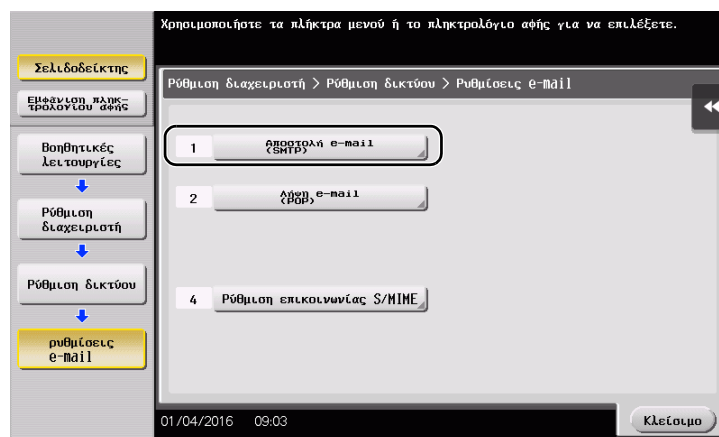 Χρησιμοποιήστε τα πλήκτρα μενού ή το πληκτρολόγιο αφής για να επιλέξετε.
Σελιδοδείκτης
Εμφάνιση πληκ-
τρολογίου αφής
Βοηθητικές
λειτουργίες
Ρύθμιση
διαχειριστή
Ρύθμιση δικτύου
ρυθμίσεις
e-mail
Ρύθμιση διαχειριστή > Ρύθμιση δικτύου > Ρυθμίσεις e-mail
1 Αποστολή e-mail
(SMTP)
2 Λήψη e-mail
(POP)
4 Ρύθμιση επικοινωνίας S/MIME
01/04/2016 09:03
Κλείσιμο